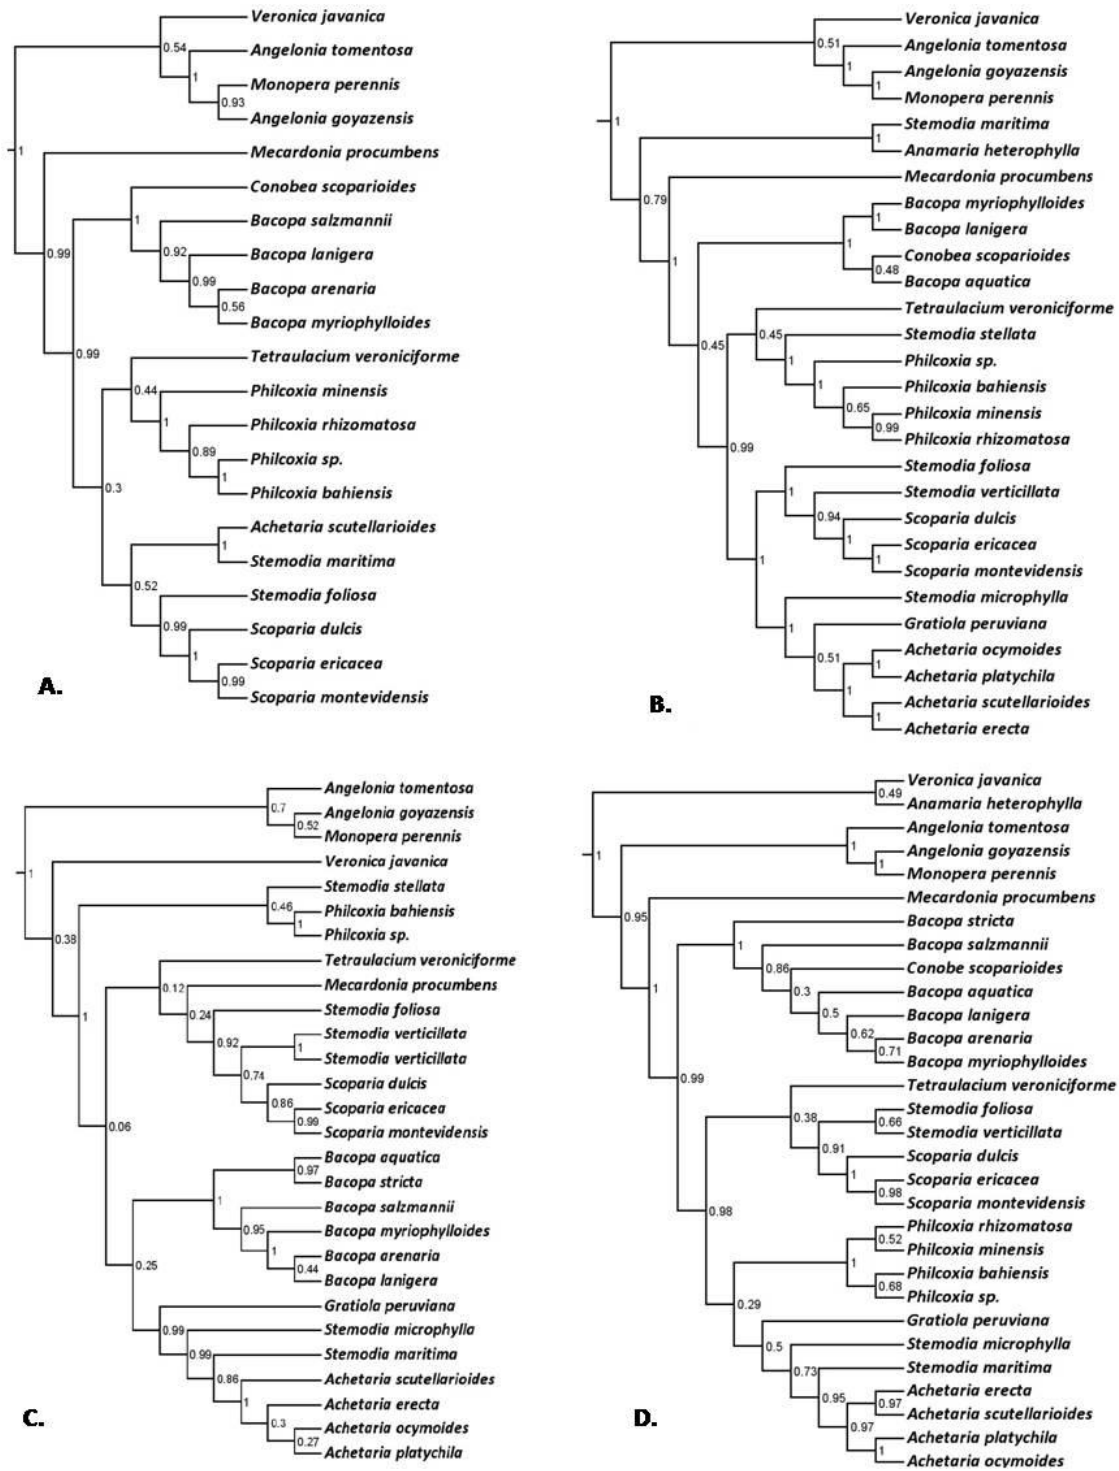 Veronica javanica
0.54
Angelonia tomentosa
1
Monopera perennis
0.93
Angelonia goyazensis
1
Mecardonia procumbens
Conobea scoparioides
1
Bacopa salzmannii
0.99
0.92
Bacopa lanigera
0.99
Bacopa arenaria
0.56
Bacopa myriophylloides
0.99
Tetraulacium veroniciforme
0.44
Philcoxia minensis
1
Philcoxia rhizomatosa
0.89
Philcoxia sp.
1
0.3
Philcoxia bahiensis
Achetaria scutellarioides
1
Stemodia maritima
0.52
Stemodia foliosa
0.99
Scoparia dulcis
1
Scoparia ericacea
0.99
Scoparia montevidensis
A.
Veronica javanica
0.51
Angelonia tomentosa
1
Angelonia goyazensis
1
Monopera perennis
1
Stemodia maritima
1
Anamaria heterophylla
Mecardonia procumbens
0.79
Bacopa myriophylloides
1
Bacopa lanigera
1
Conobea scoparioides
1
0.48
Bacopa aquatica
Tetraulacium veroniciforme
0.45
Stemodia stellata
0.45
1
Philcoxia sp.
1
Philcoxia bahiensis
0.65
Philcoxia minensis
0.99
Philcoxia rhizomatosa
0.99
Stemodia foliosa
1
Stemodia verticillata
0.94
Scoparia dulcis
1
Scoparia ericacea
1
Scoparia montevidensis
1
Stemodia microphylla
1
Gratiola peruviana
0.51
Achetaria ocymoides
1
Achetaria platychila
1
Achetaria scutellarioides
1
Achetaria erecta
B.
Angelonia tomentosa
0.7
Angelonia goyazensis
0.52
Monopera perennis
Veronica javanica
1
Stemodia stellata
0.46
Philcoxia bahiensis
1
Philcoxia sp.
0.38
Tetraulacium veroniciforme
0.12
Mecardonia procumbens
0.24
Stemodia foliosa
1
0.92
Stemodia verticillata
1
Stemodia verticillata
0.74
Scoparia dulcis
0.86
Scoparia ericacea
0.99
Scoparia montevidensis
0.06
Bacopa aquatica
0.97
Bacopa stricta
1
Bacopa salzmannii
0.95
Bacopa myriophylloides
1
Bacopa arenaria
0.44
Bacopa lanigera
0.25
Gratiola peruviana
0.99
Stemodia microphylla
0.99
Stemodia maritima
0.86
Achetaria scutellarioides
1
Achetaria erecta
0.3
Achetaria ocymoides
0.27
Achetaria platychila
C.
Veronica javanica
0.49
Anamaria heterophylla
Angelonia tomentosa
1
Angelonia goyazensis
1
1
Monopera perennis
Mecardonia procumbens
0.95
Bacopa stricta
1
Bacopa salzmannii
0.86
Conobe scoparioides
1
0.3
Bacopa aquatica
0.5
Bacopa lanigera
0.62
Bacopa arenaria
0.71
Bacopa myriophylloides
0.99
Tetraulacium veroniciforme
0.38
Stemodia foliosa
0.66
Stemodia verticillata
0.91
Scoparia dulcis
1
Scoparia ericacea
0.98
Scoparia montevidensis
0.98
Philcoxia rhizomatosa
0.52
Philcoxia minensis
1
Philcoxia bahiensis
0.68
Philcoxia sp.
0.29
Gratiola peruviana
0.5
Stemodia microphylla
0.73
Stemodia maritima
0.95
Achetaria erecta
0.97
Achetaria scutellarioides
0.97
Achetaria platychila
1
Achetaria ocymoides
D.